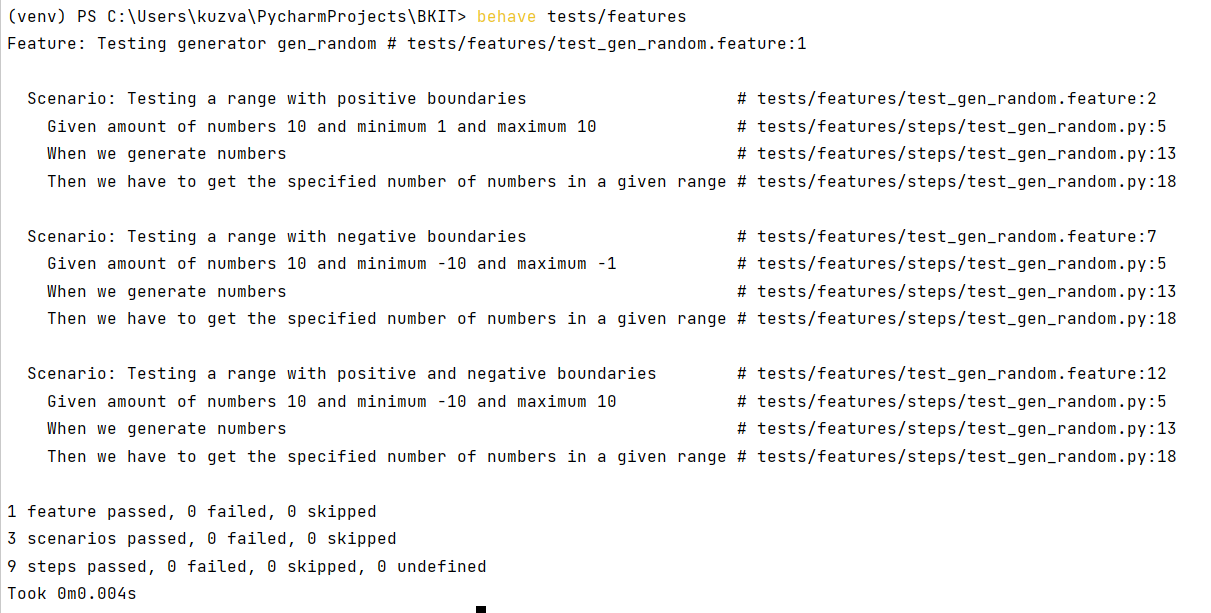 (venv) PS C:\Users\kuzva\PycharmProjects\BKIT> behave tests/features
Feature: Testing generator gen_random # tests/features/test_gen_random.feature:1
Scenario: Testing a range with positive boundaries # tests/features/test_gen_random.feature:2
Given amount of numbers 10 and minimum 1 and maximum 10 # tests/features/steps/test_gen_random.py:5
When we generate numbers # tests/features/steps/test_gen_random.py:13
Then we have to get the specified number of numbers in a given range # tests/features/steps/test_gen_random.py:18
Scenario: Testing a range with negative boundaries # tests/features/test_gen_random.feature:7
Given amount of numbers 10 and minimum -10 and maximum -1 # tests/features/steps/test_gen_random.py:5
When we generate numbers # tests/features/steps/test_gen_random.py:13
Then we have to get the specified number of numbers in a given range # tests/features/steps/test_gen_random.py:18
Scenario: Testing a range with positive and negative boundaries # tests/features/test_gen_random.feature:12
Given amount of numbers 10 and minimum -10 and maximum 10 # tests/features/steps/test_gen_random.py:5
When we generate numbers # tests/features/steps/test_gen_random.py:13
Then we have to get the specified number of numbers in a given range # tests/features/steps/test_gen_random.py:18
1 feature passed, 0 failed, 0 skipped
3 scenarios passed, 0 failed, 0 skipped
9 steps passed, 0 failed, 0 skipped, 0 undefined
Took 0m0.004s